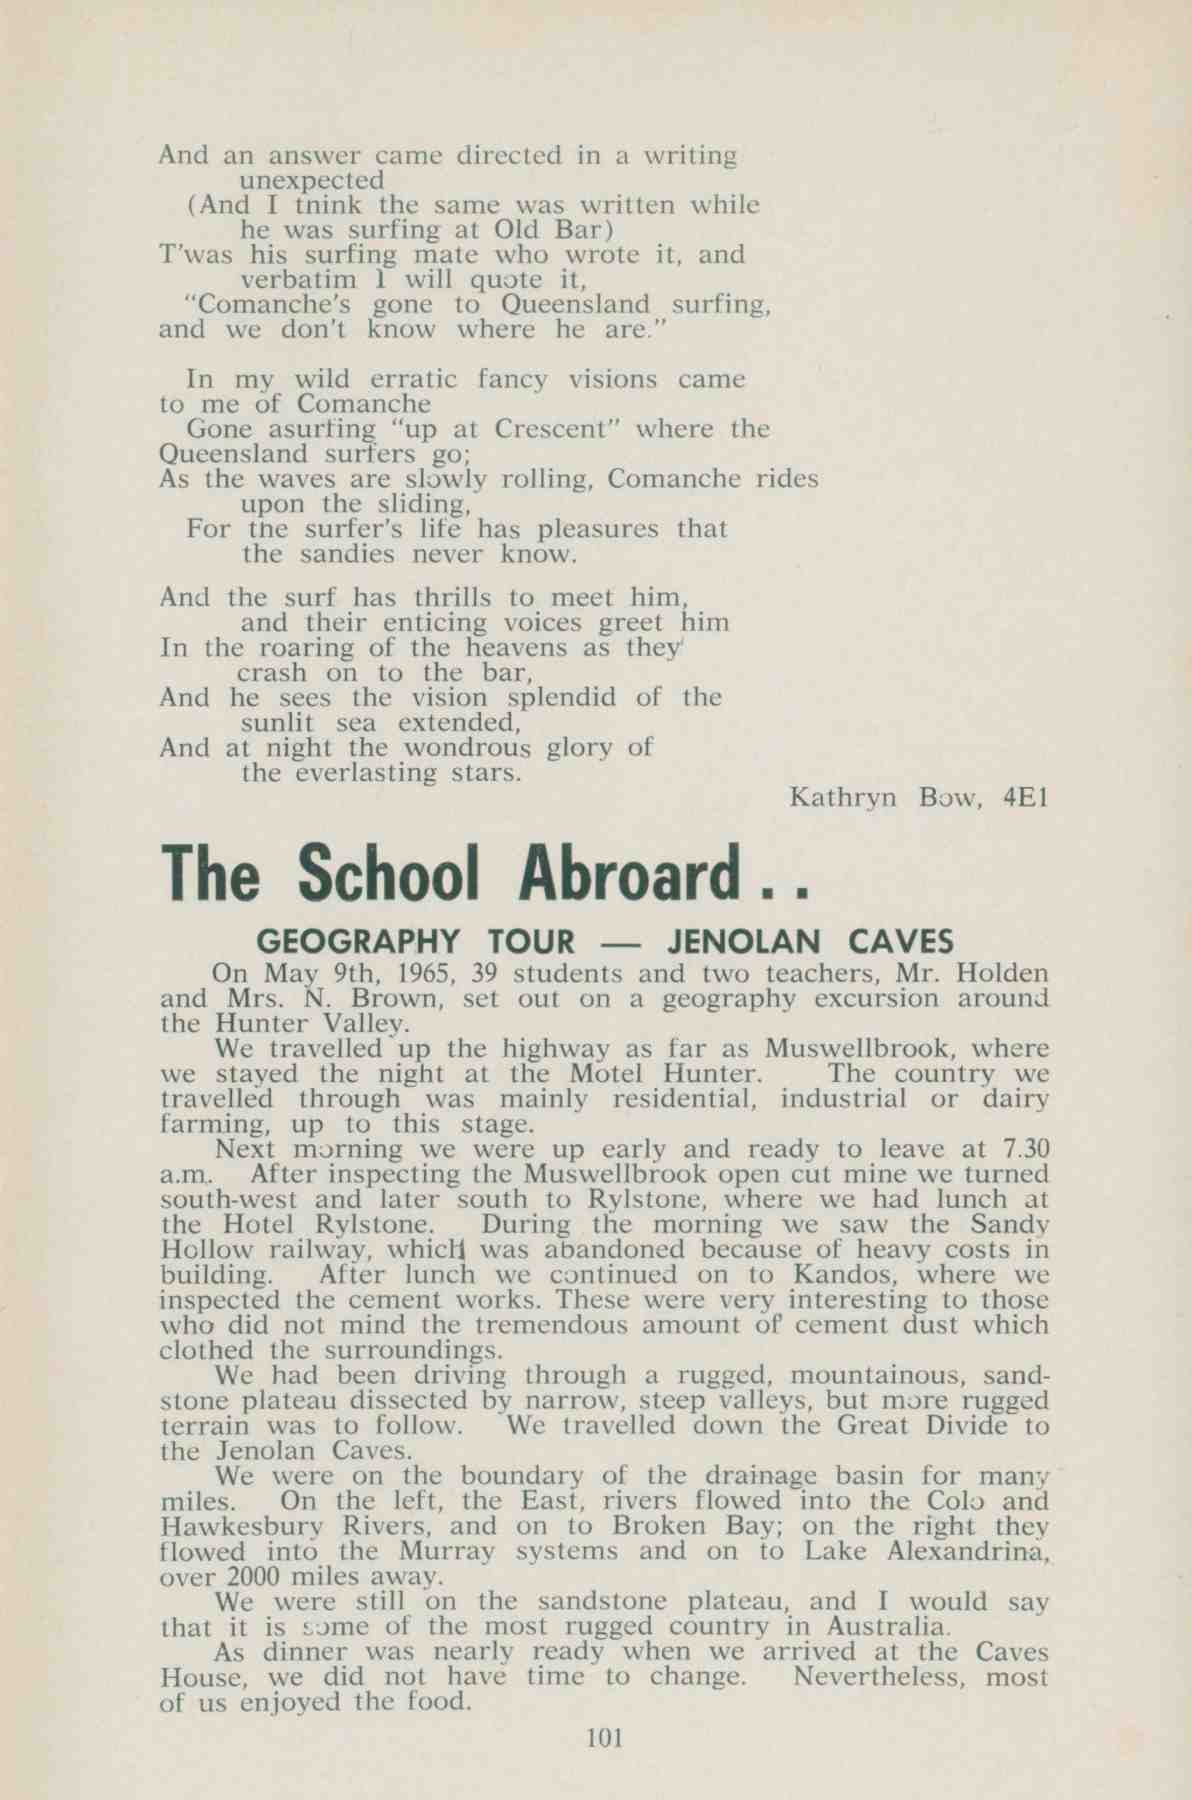 And an answer came directed in a writing
unexpected
(And I tnink the same was written while
he was surfing at Old Bar)
T'was his surfing mate who wrote it, and
verbatim 1 will quote it,
"Comanche's gone to Queensland surfing,
and we don't know where he are."
In my wild erratic fancy visions came
to me of Comanche
Gone asurfing "up at Crescent" where the
Queensland surfers go;
As the waves are slowly rolling, Comanche rides
upon the sliding,
For the surfer's life has pleasures that
the sandies never know.
And the surf has thrills to meet him,
and their enticing voices greet him
In the roaring of the heavens as they
crash on to the bar,
And he sees the vision splendid of the
sunlit sea extended,
And at night the wondrous glory of
the everlasting stars.
Kathryn Bow, 4E1
The School Abroard . .
GEOGRAPHY TOUR — JENOLAN CAVES
On May 9th, 1965, 39 students and two teachers, Mr. Holden
and Mrs. N. Brown, set out on a geography excursion around
the Hunter Valley.
We travelled up the highway as far as Muswellbrook, where
we stayed the night at the Motel Hunter. The country we
travelled through was mainly residential, industrial or dairy
farming, up to this stage.
Next morning we were up early and ready to leave at 7.30
a.m. After inspecting the Muswellbrook open cut mine we turned
south-west and later south to Rylstone, where we had lunch at
the Hotel Rylstone. During the morning we saw the Sandy
Hollow railway, which was abandoned because of heavy costs in
building. After lunch we continued on to Kandos, where we
inspected the cement works. These were very interesting to those
who did not mind the tremendous amount of cement dust which
clothed the surroundings.
We had been driving through a rugged, mountainous, sand-
stone plateau dissected by narrow, steep valleys, but more rugged
terrain was to follow. We travelled down the Great Divide to
the Jenolan Caves.
We were on the boundary of the drainage basin for many
miles. On the left, the East, rivers flowed into the Colo and
Hawkesbury Rivers, and on to Broken Bay; on the right they
flowed into the Murray systems and on to Lake Alexandrina,
over 2000 miles away.
We were still on the sandstone plateau, and I would say
that it is some of the most rugged country in Australia.
As dinner was nearly ready when we arrived at the Caves
House, we did not have time to change. Nevertheless, most
of us enjoyed the food.
101